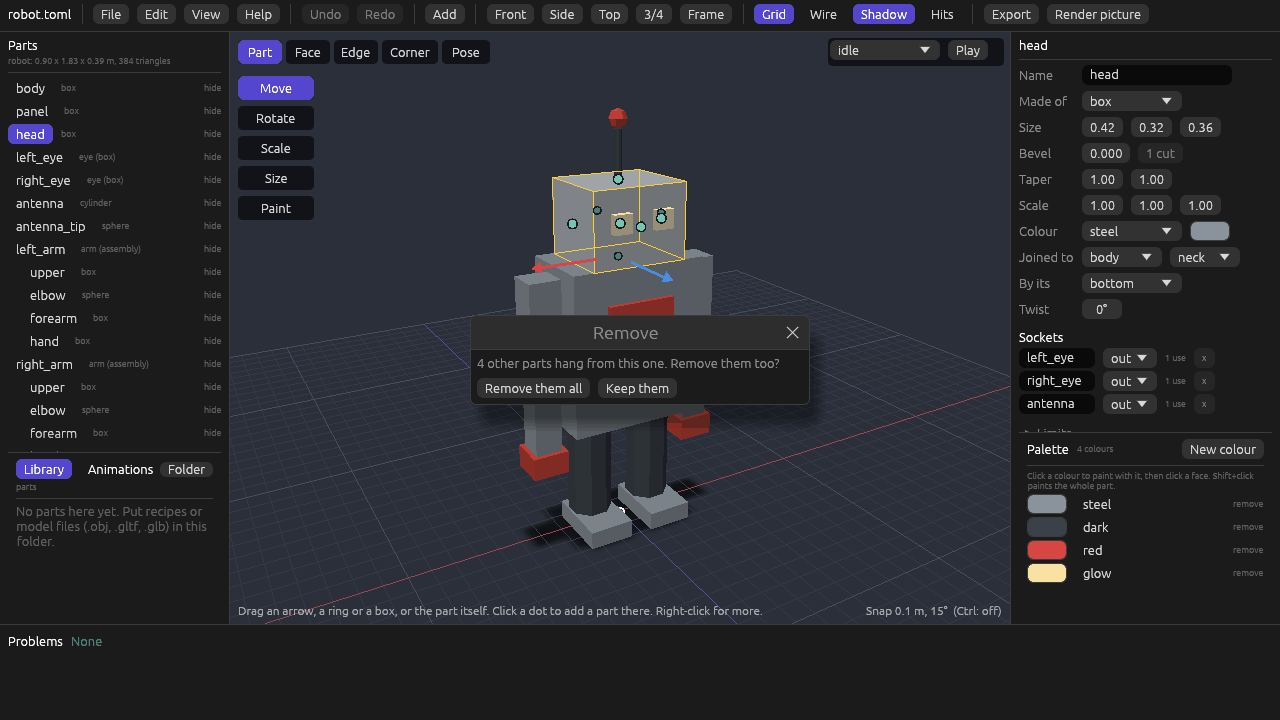 robot.toml File Edit View Help Undo Redo Add Front Side Top 3/4 Frame Grid Wire Shadow Hits Export Render picture
Parts
robot: 0.90 x 1.83 x 0.39 m, 384 triangles
body box hide
panel box hide
head box hide
left_eye eye (box) hide
right_eye eye (box) hide
antenna cylinder hide
antenna_tip sphere hide
left_arm arm (assembly) hide
upper box hide
elbow sphere hide
forearm box hide
hand box hide
right_arm arm (assembly) hide
upper box hide
elbow sphere hide
forearm box hide
Library Animations Folder
parts
No parts here yet. Put recipes or
model files (.obj, .gltf, .glb) in this
folder.
Part Face Edge Corner Pose
Move
Rotate
Scale
Size
Paint
idle Play
Remove
4 other parts hang from this one. Remove them too?
Remove them all Keep them
Drag an arrow, a ring or a box, or the part itself. Click a dot to add a part there. Right-click for more.
Snap 0.1 m, 15° (Ctrl: off)
head
Name head
Made of box
Size 0.42 0.32 0.36
Bevel 0.000 1 cut
Taper 1.00 1.00
Scale 1.00 1.00 1.00
Colour steel
Joined to body neck
By its bottom
Twist 0°
Sockets
left_eye out 1 use x
right_eye out 1 use x
antenna out 1 use x
Palette 4 colours New colour
Click a colour to paint with it, then click a face. Shift+click
paints the whole part.
steel remove
dark remove
red remove
glow remove
Problems None